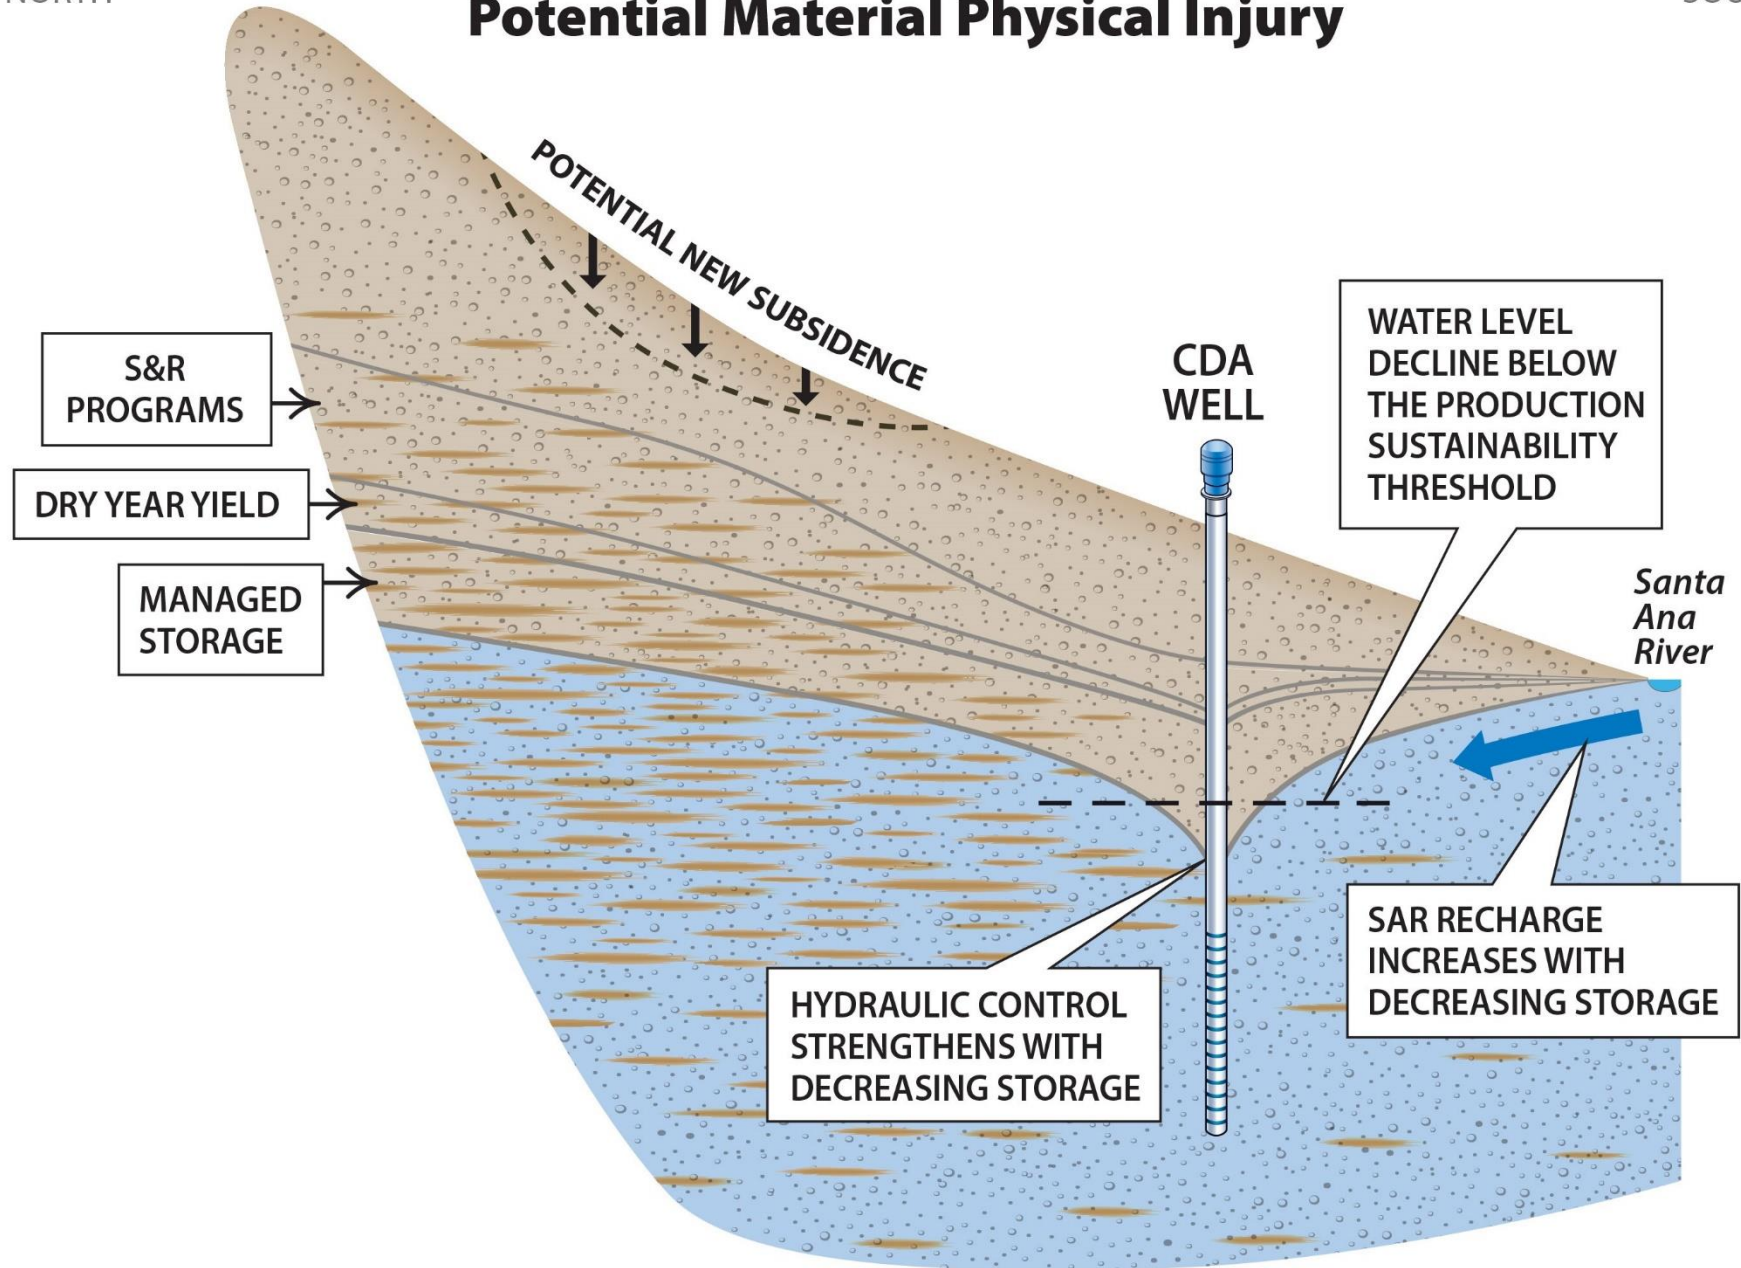 NORTH
Potential Material Physical Injury
POTENTIAL NEW SUBSIDENCE
S&R
PROGRAMS
DRY YEAR YIELD
MANAGED
STORAGE
CDA
WELL
WATER LEVEL
DECLINE BELOW
THE PRODUCTION
SUSTAINABILITY
THRESHOLD
Santa
Ana
River
SAR RECHARGE
INCREASES WITH
DECREASING STORAGE
HYDRAULIC CONTROL
STRENGTHENS WITH
DECREASING STORAGE